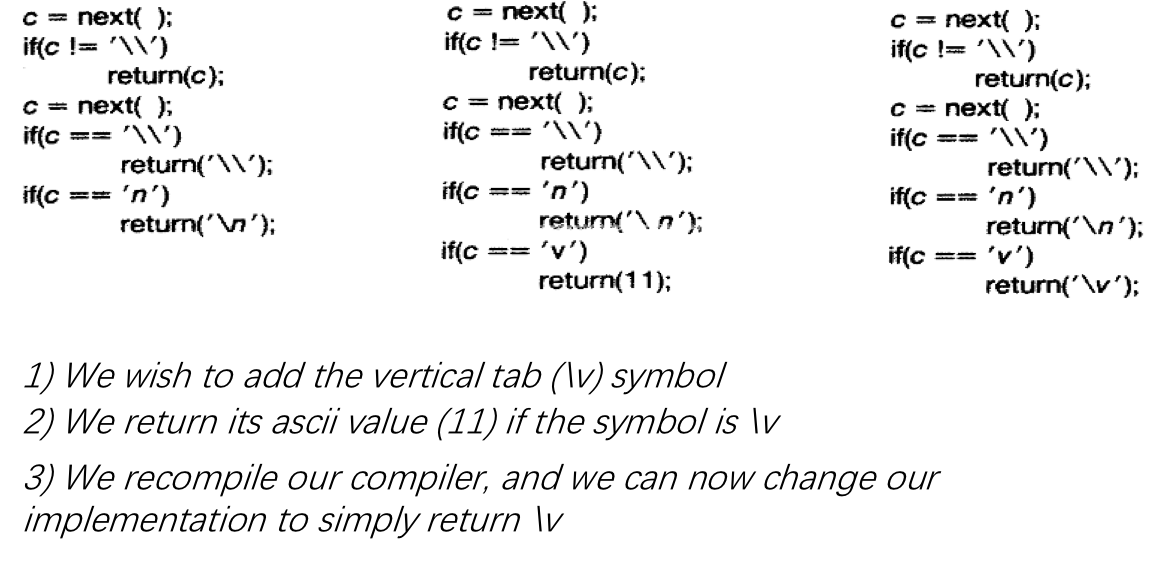 c = next( );
if(c != '\\')
return(c);
c = next( );
if(c == '\\')
return('\\');
if(c == 'n')
return('\n');
c = next( );
if(c != '\\')
return(c);
c = next( );
if(c == '\\')
return('\\');
if(c == 'n')
return('\ n');
if(c == 'v')
return(11);
c = next( );
if(c != '\\')
return(c);
c = next( );
if(c == '\\')
return('\\');
if(c == 'n')
return('\n');
if(c == 'v')
return('\v');
1) We wish to add the vertical tab (\v) symbol
2) We return its ascii value (11) if the symbol is \v
3) We recompile our compiler, and we can now change our
implementation to simply return \v